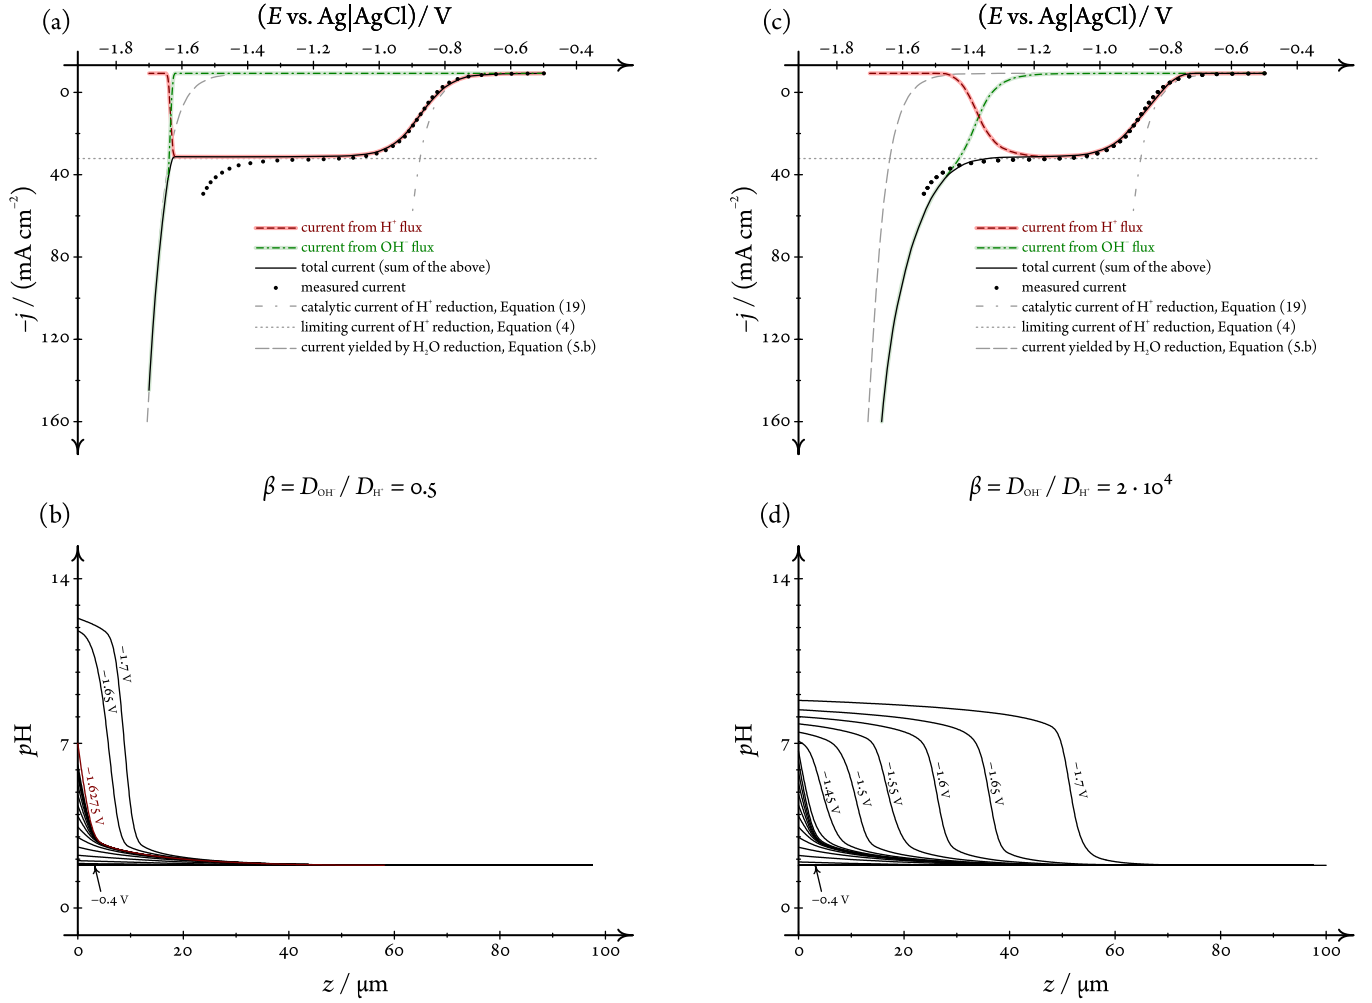 (a)
(E vs. Ag|AgCl) / V
−1.8 −1.6 −1.4 −1.2 −1.0 −0.8 −0.6 −0.4
0
40
80
120
160
−j / (mA cm⁻²)
current from H⁺ flux
current from OH⁻ flux
total current (sum of the above)
measured current
catalytic current of H⁺ reduction, Equation (19)
limiting current of H⁺ reduction, Equation (4)
current yielded by H₂O reduction, Equation (5.b)
(c)
(E vs. Ag|AgCl) / V
−1.8 −1.6 −1.4 −1.2 −1.0 −0.8 −0.6 −0.4
0
40
80
120
160
−j / (mA cm⁻²)
current from H⁺ flux
current from OH⁻ flux
total current (sum of the above)
measured current
catalytic current of H⁺ reduction, Equation (19)
limiting current of H⁺ reduction, Equation (4)
current yielded by H₂O reduction, Equation (5.b)
β = D_OH⁻ / D_H⁺ = 0.5
(b)
14
7
0
pH
−1.7 V
−1.65 V
−1.6275 V
−0.4 V
0 20 40 60 80 100
z / μm
β = D_OH⁻ / D_H⁺ = 2 · 10⁴
(d)
14
7
0
pH
−1.45 V
−1.5 V
−1.55 V
−1.6 V
−1.65 V
−1.7 V
−0.4 V
0 20 40 60 80 100
z / μm